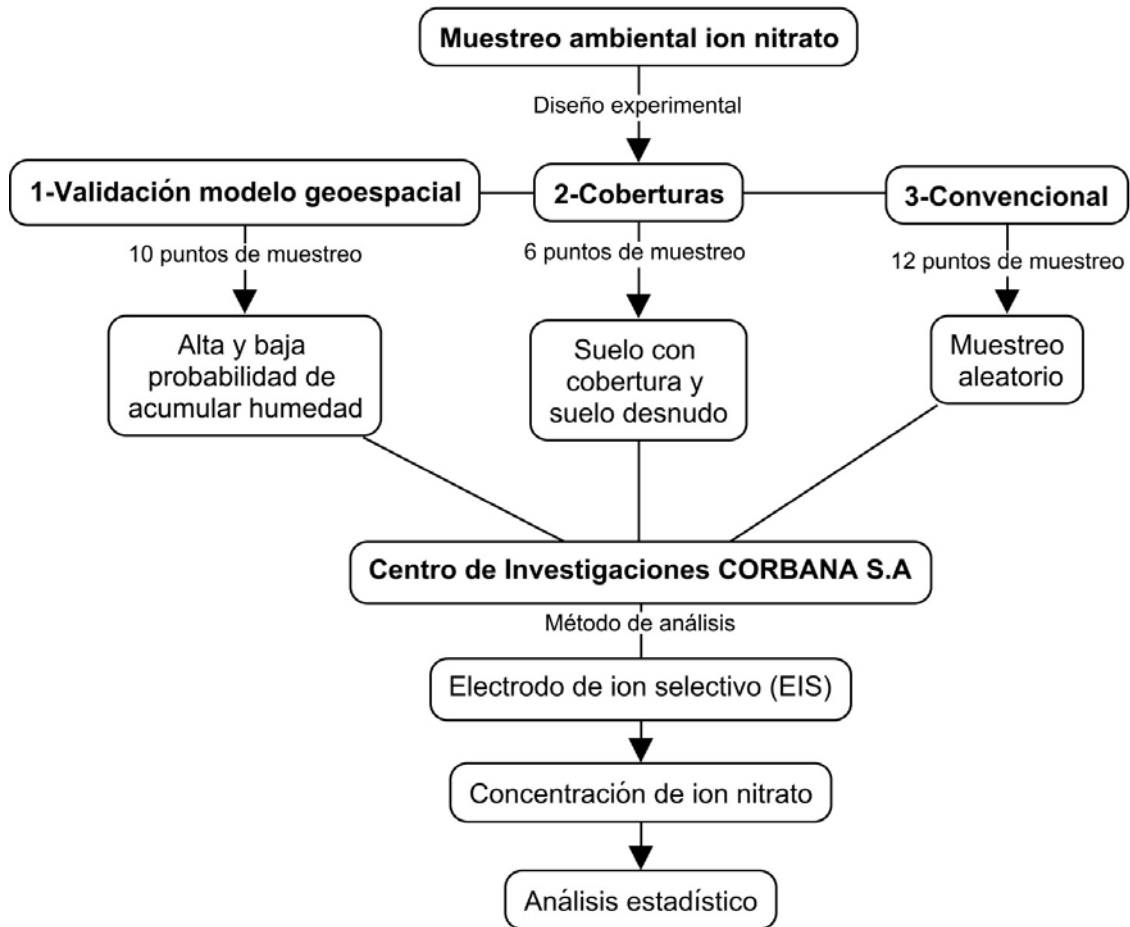 Muestreo ambiental ion nitrato
Diseño experimental
1-Validación modelo geoespacial
2-Coberturas
3-Convencional
10 puntos de muestreo
6 puntos de muestreo
12 puntos de muestreo
Alta y baja
probabilidad de
acumular humedad
Suelo con
cobertura y
suelo desnudo
Muestreo
aleatorio
Centro de Investigaciones CORBANA S.A
Método de análisis
Electrodo de ion selectivo (EIS)
Concentración de ion nitrato
Análisis estadístico